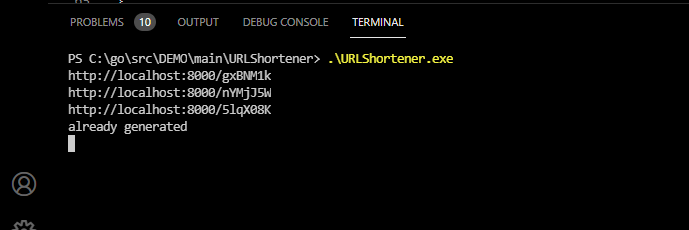 PROBLEMS 10 OUTPUT DEBUG CONSOLE TERMINAL
PS C:\go\src\DEMO\main\URLShortener> .\URLShortener.exe
http://localhost:8000/gxBNM1k
http://localhost:8000/nYMjJ5W
http://localhost:8000/5lqX08K
already generated